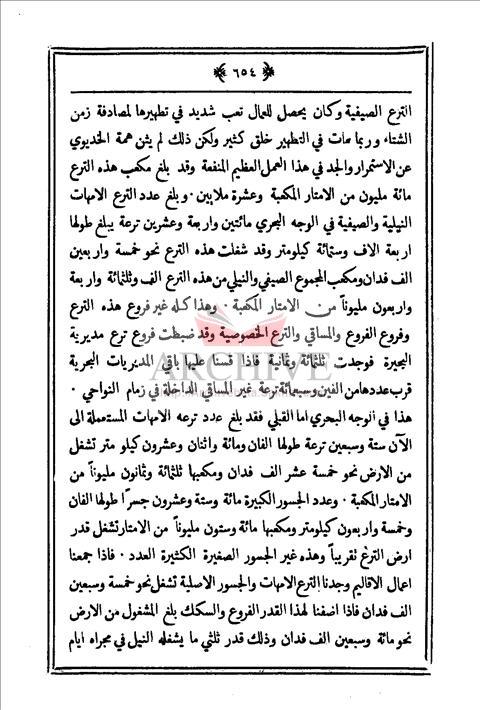 ﴿ ٦٥٤ ﴾
الترع الصيفية وكان يحصل للعمال تعب شديد في تطهيرها لمصادفة زمن
الشتاء وربما مات في التطهير خلق كثير ولكن ذلك لم يثن همة الخديوي
عن الاستمرار والجد في هذا العمل العظيم المنفعة وقد بلغ مكعب هذه الترع
مائة مليون من الامتار المكعبة وعشرة ملايين · وبلغ عدد الترع الامهات
النيلية والصيفية في الوجه البحري مائتين واربعة وعشرين ترعة يبلغ طولها
اربعة الاف وستمائة كيلومتر وقد شغلت هذه الترع نحو خمسة واربعين
الف فدان ومكعب المجموع الصيفي والنيلي من هذه الترع الف وثلثمائة واربعة
واربعون مليوناً من الامتار المكعبة · وهذا كله غير فروع هذه الترع
وفروع الفروع والمساقي والترع الخصوصية وقد ضبطت فروع ترع مديرية
البحيرة فوجدت ثلثمائة وثمانية فاذا قسنا عليها باقي المديريات البحرية
قرب عددها من الفين وسبعمائة ترعة غير المساقي الداخلة في زمام النواحي ·
هذا في الوجه البحري اما القبلي فقد بلغ عدد ترعه الامهات المستعملة الى
الآن ستة وسبعين ترعة طولها الفان ومائة واثنان وعشرون كيلو متر تشغل
من الارض نحو خمسة عشر الف فدان ومكعبها ثلثمائة وثمانون مليوناً من
الامتار المكعبة · وعدد الجسور الكبيرة مائة وستة وعشرون جسراً طولها الفان
وخمسة واربعون كيلومتر ومكعبها مائة وستون مليوناً من الامتار تشغل قدر
ارض الترع تقريباً وهذه غير الجسور الصغيرة الكثيرة العدد · فاذا جمعنا
اعمال الاقاليم وجدنا الترع الامهات والجسور الاصلية تشغل نحو خمسة وسبعين
الف فدان فاذا اضفنا لهذا القدر الفروع والسكك بلغ المشغول من الارض
نحو مائة وسبعين الف فدان وذلك قدر ثلثي ما يشغله النيل في مجراه ايام
ARCHIVE